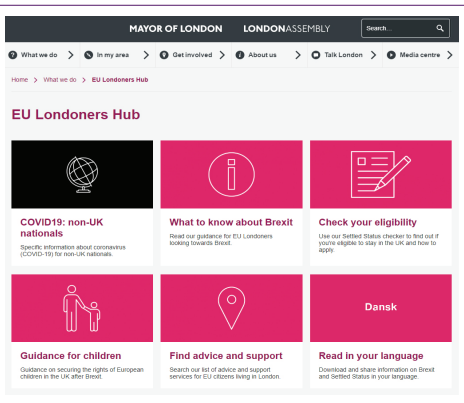 MAYOR OF LONDON LONDONASSEMBLY Search...
What we do In my area Get involved About us Talk London Media centre
Home What we do EU Londoners Hub
EU Londoners Hub
COVID19: non-UK
nationals
Specific information about coronavirus
(COVID-19) for non-UK nationals.
What to know about Brexit
Read our guidance for EU Londoners
looking towards Brexit.
Check your eligibility
Use our Settled Status checker to find out if
you're eligible to stay in the UK and how to
apply.
Guidance for children
Guidance on securing the rights of European
children in the UK after Brexit.
Find advice and support
Search our list of advice and support
services for EU citizens living in London.
Dansk
Read in your language
Download and share information on Brexit
and Settled Status in your language.